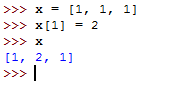 >>> x = [1, 1, 1]
>>> x[1] = 2
>>> x
[1, 2, 1]
>>>